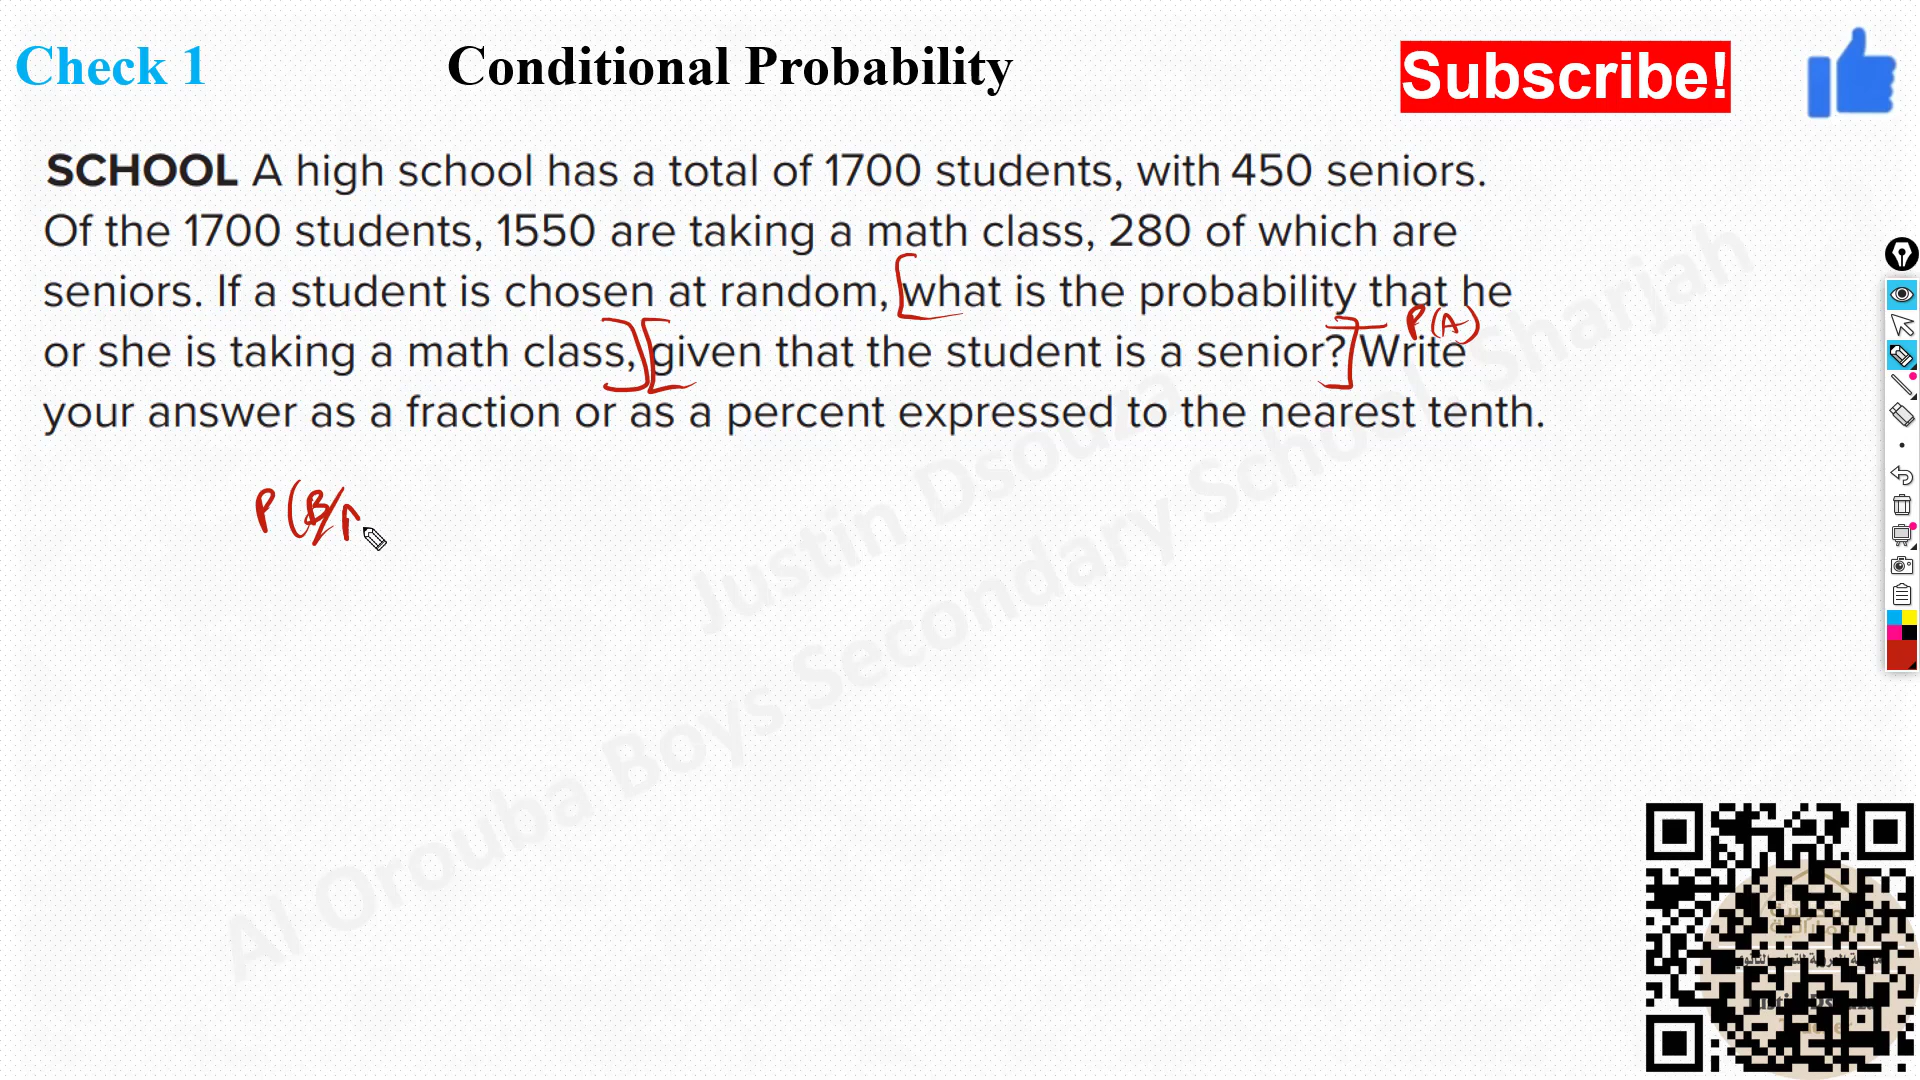 Check 1
Conditional Probability
Subscribe!
SCHOOL A high school has a total of 1700 students, with 450 seniors.
Of the 1700 students, 1550 are taking a math class, 280 of which are
seniors. If a student is chosen at random, what is the probability that he
or she is taking a math class, given that the student is a senior? Write
P(A)
your answer as a fraction or as a percent expressed to the nearest tenth.
P(B/
Justin Dsouza
Al Orouba Boys Secondary School, Sharjah